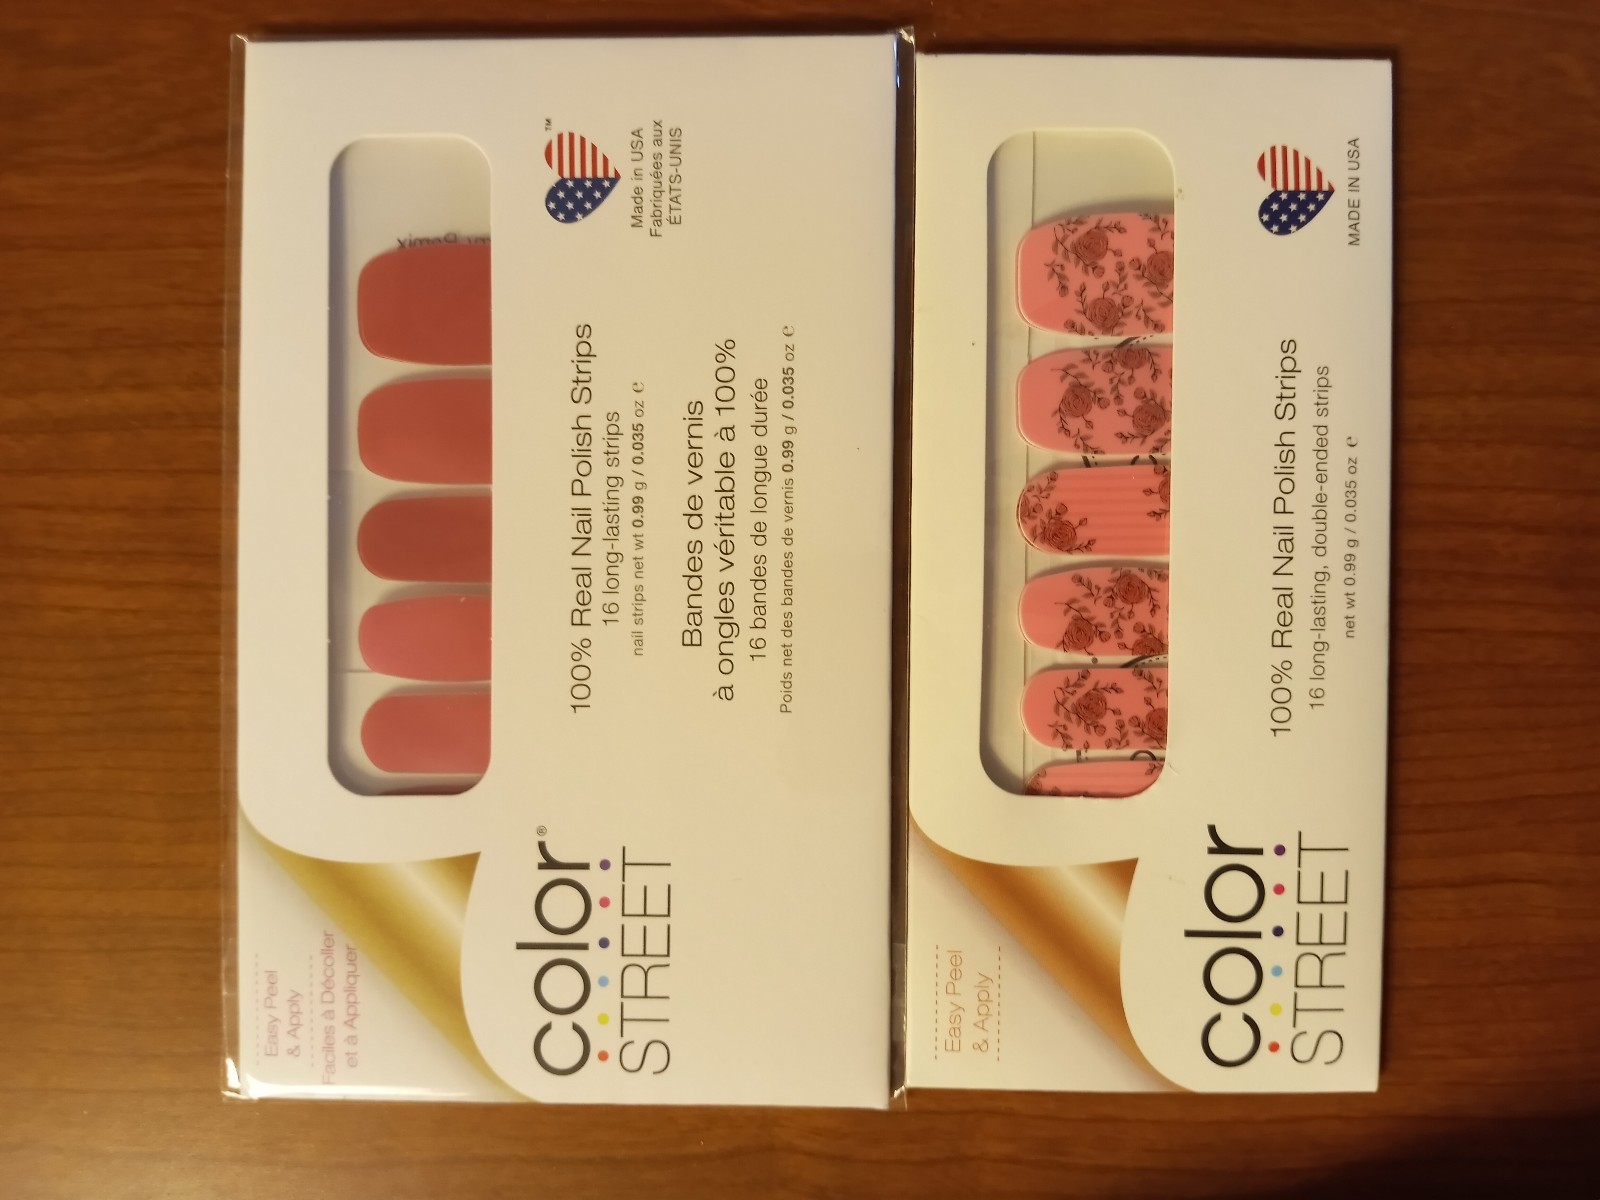 Easy Peel
& Apply
Faciles à Décoller
et à Appliquer
color®
STREET
100% Real Nail Polish Strips
16 long-lasting strips
nail strips net wt 0.99 g / 0.035 oz ℮
Bandes de vernis
à ongles véritable à 100%
16 bandes de longue durée
Poids net des bandes de vernis 0.99 g / 0.035 oz ℮
™
Made in USA
Fabriquées aux
ÉTATS-UNIS
Easy Peel
& Apply
color
STREET
100% Real Nail Polish Strips
16 long-lasting, double-ended strips
net wt 0.99 g / 0.035 oz ℮
MADE IN USA